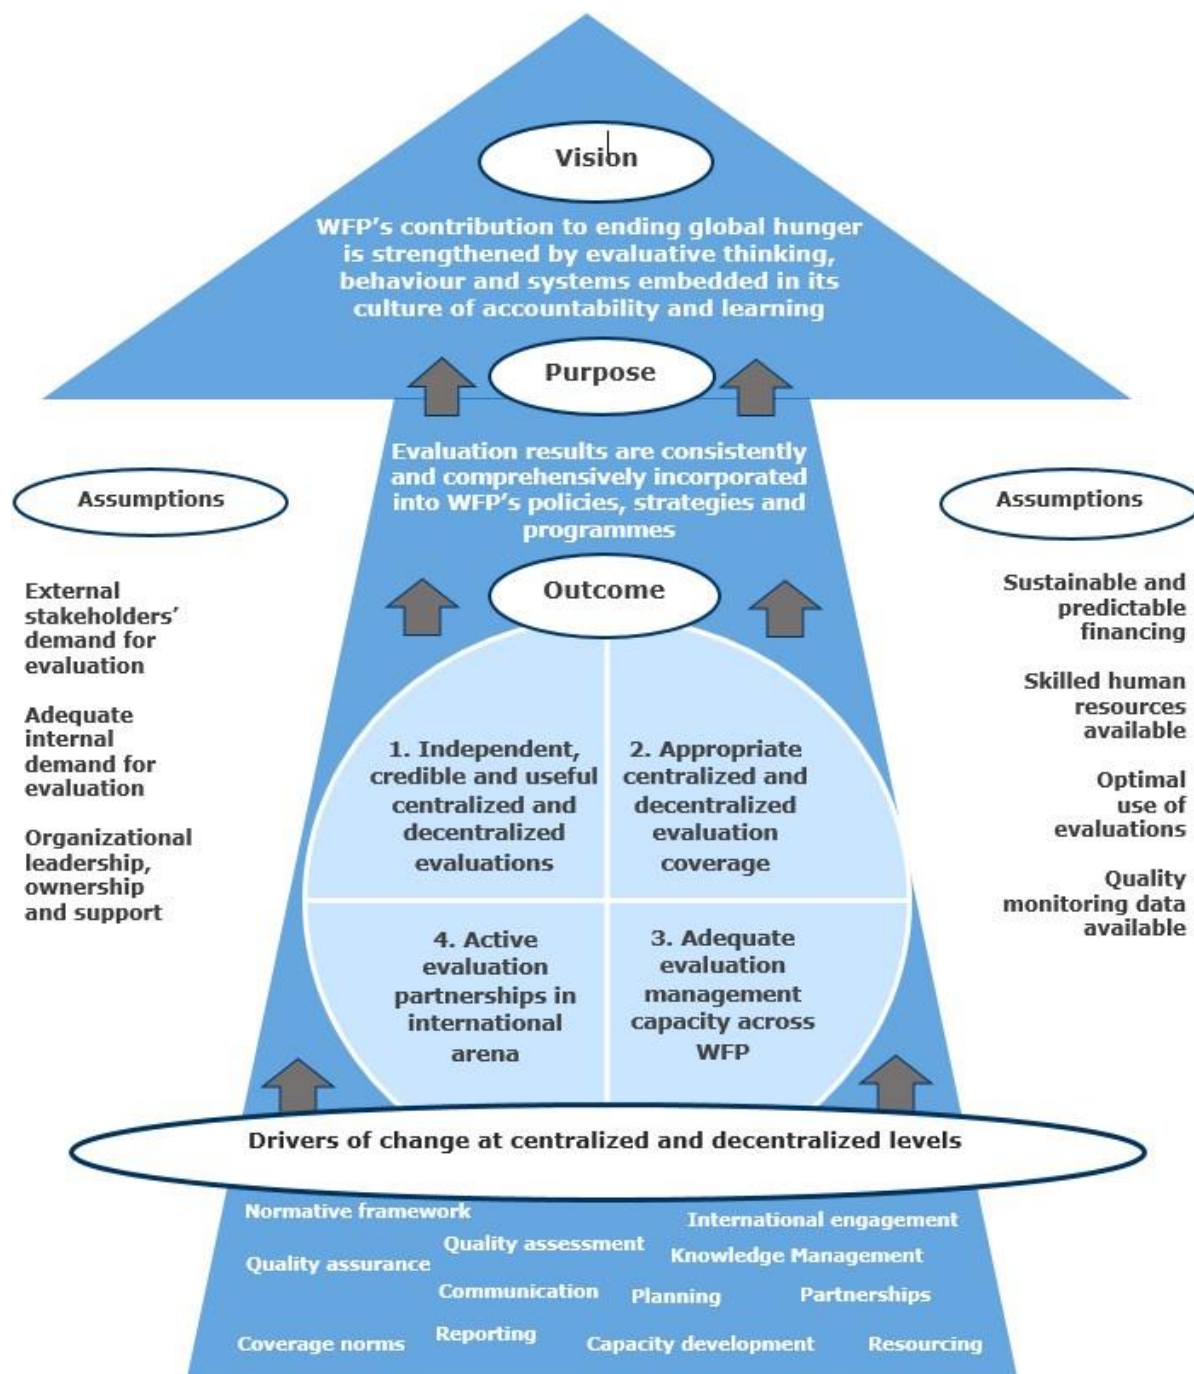 Vision
WFP’s contribution to ending global hunger
is strengthened by evaluative thinking,
behaviour and systems embedded in its
culture of accountability and learning
Purpose
Evaluation results are consistently
and comprehensively incorporated
into WFP’s policies, strategies and
programmes
Assumptions
External
stakeholders’
demand for
evaluation
Adequate
internal
demand for
evaluation
Organizational
leadership,
ownership
and support
Assumptions
Sustainable and
predictable
financing
Skilled human
resources
available
Optimal
use of
evaluations
Quality
monitoring data
available
Outcome
1. Independent,
credible and useful
centralized and
decentralized
evaluations
2. Appropriate
centralized and
decentralized
evaluation
coverage
4. Active
evaluation
partnerships in
international
arena
3. Adequate
evaluation
management
capacity across
WFP
Drivers of change at centralized and decentralized levels
Normative framework
International engagement
Quality assessment
Knowledge Management
Quality assurance
Communication
Planning
Partnerships
Coverage norms
Reporting
Capacity development
Resourcing